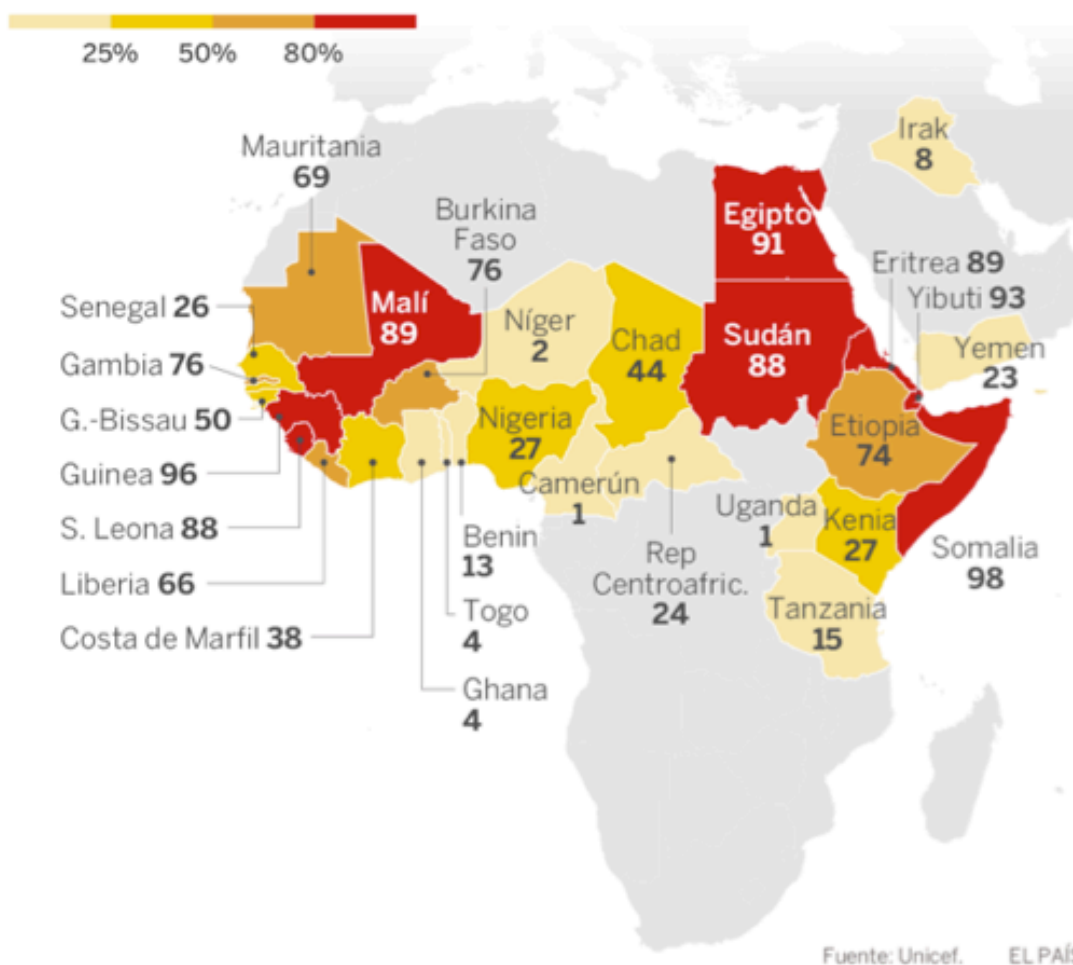 25% 50% 80%
Mauritania
69
Burkina
Faso
76
Irak
8
Egipto
91
Eritrea 89
Yibuti 93
Senegal 26
Malí
89
Níger
2
Chad
44
Sudán
88
Yemen
23
Gambia 76
G.-Bissau 50
Nigeria
27
Etiopia
74
Guinea 96
Camerún
1
Uganda
1
Kenia
27
S. Leona 88
Benin
13
Rep
Centroafric.
24
Somalia
98
Liberia 66
Togo
4
Tanzania
15
Costa de Marfil 38
Ghana
4
Fuente: Unicef. EL PAÍS